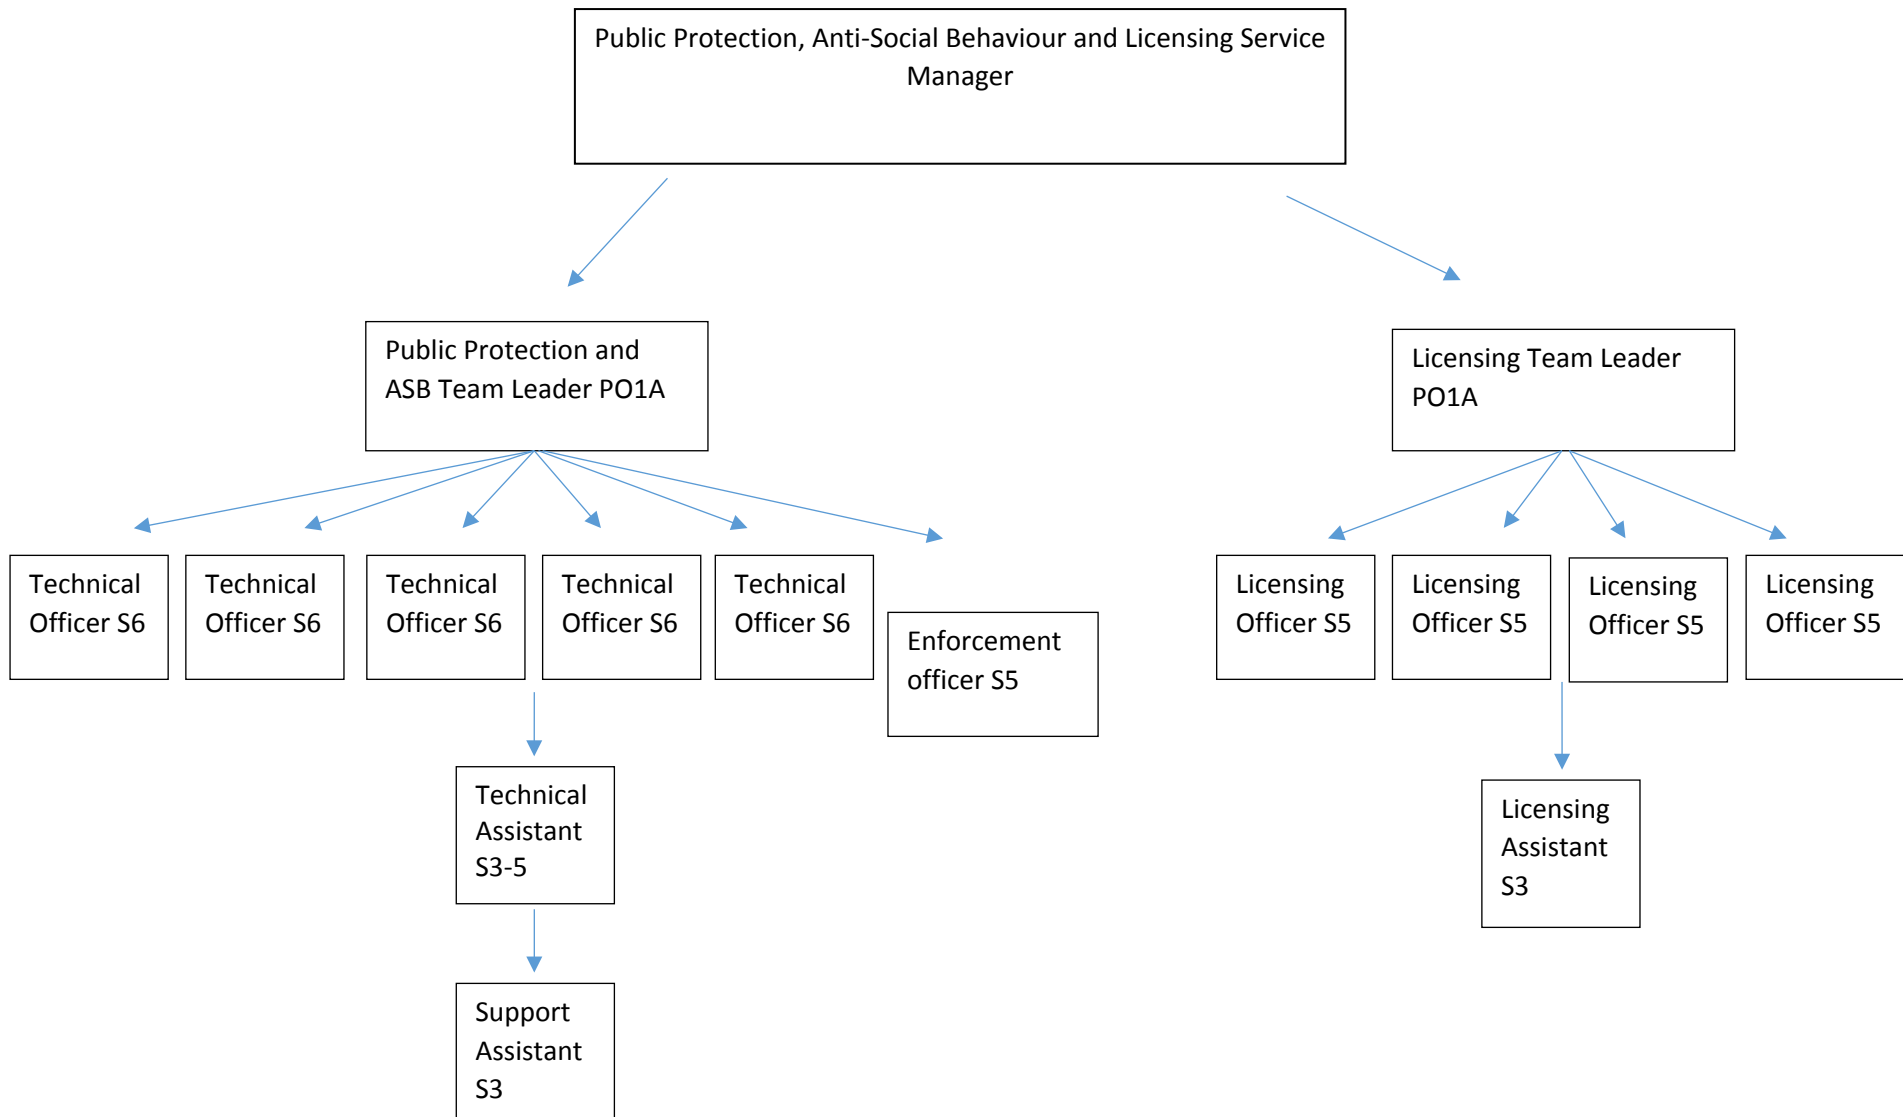 Public Protection, Anti-Social Behaviour and Licensing Service
Manager
Public Protection and
ASB Team Leader PO1A
Licensing Team Leader
PO1A
Technical
Officer S6
Technical
Officer S6
Technical
Officer S6
Technical
Officer S6
Technical
Officer S6
Enforcement
officer S5
Licensing
Officer S5
Licensing
Officer S5
Licensing
Officer S5
Licensing
Officer S5
Technical
Assistant
S3-5
Licensing
Assistant
S3
Support
Assistant
S3